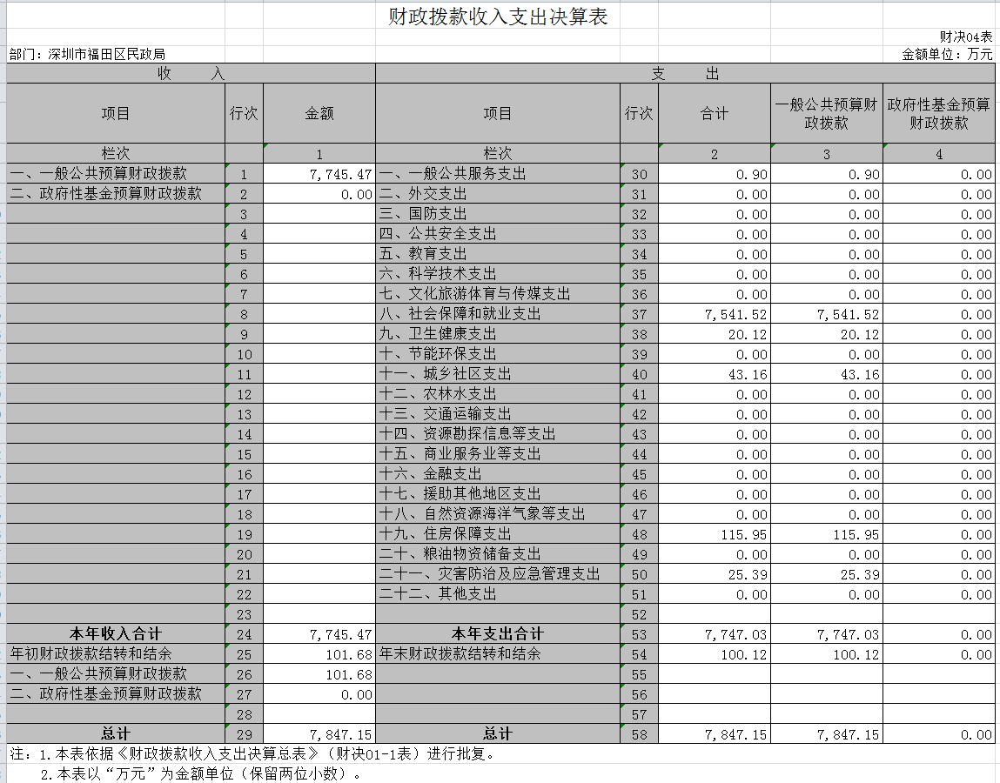 财政拨款收入支出决算表
财决04表
部门：深圳市福田区民政局 金额单位：万元
收 入 支 出
项目 行次 金额 项目 行次 合计 一般公共预算财政拨款 政府性基金预算财政拨款
栏次 1 栏次 2 3 4
一、一般公共预算财政拨款 1 7,745.47 一、一般公共服务支出 30 0.90 0.90 0.00
二、政府性基金预算财政拨款 2 0.00 二、外交支出 31 0.00 0.00 0.00
3 三、国防支出 32 0.00 0.00 0.00
4 四、公共安全支出 33 0.00 0.00 0.00
5 五、教育支出 34 0.00 0.00 0.00
6 六、科学技术支出 35 0.00 0.00 0.00
7 七、文化旅游体育与传媒支出 36 0.00 0.00 0.00
8 八、社会保障和就业支出 37 7,541.52 7,541.52 0.00
9 九、卫生健康支出 38 20.12 20.12 0.00
10 十、节能环保支出 39 0.00 0.00 0.00
11 十一、城乡社区支出 40 43.16 43.16 0.00
12 十二、农林水支出 41 0.00 0.00 0.00
13 十三、交通运输支出 42 0.00 0.00 0.00
14 十四、资源勘探信息等支出 43 0.00 0.00 0.00
15 十五、商业服务业等支出 44 0.00 0.00 0.00
16 十六、金融支出 45 0.00 0.00 0.00
17 十七、援助其他地区支出 46 0.00 0.00 0.00
18 十八、自然资源海洋气象等支出 47 0.00 0.00 0.00
19 十九、住房保障支出 48 115.95 115.95 0.00
20 二十、粮油物资储备支出 49 0.00 0.00 0.00
21 二十一、灾害防治及应急管理支出 50 25.39 25.39 0.00
22 二十二、其他支出 51 0.00 0.00 0.00
23 52
本年收入合计 24 7,745.47 本年支出合计 53 7,747.03 7,747.03 0.00
年初财政拨款结转和结余 25 101.68 年末财政拨款结转和结余 54 100.12 100.12 0.00
一、一般公共预算财政拨款 26 101.68 55
二、政府性基金预算财政拨款 27 0.00 56
28 57
总计 29 7,847.15 总计 58 7,847.15 7,847.15 0.00
注：1.本表依据《财政拨款收入支出决算总表》（财决01-1表）进行批复。
2.本表以“万元”为金额单位（保留两位小数）。